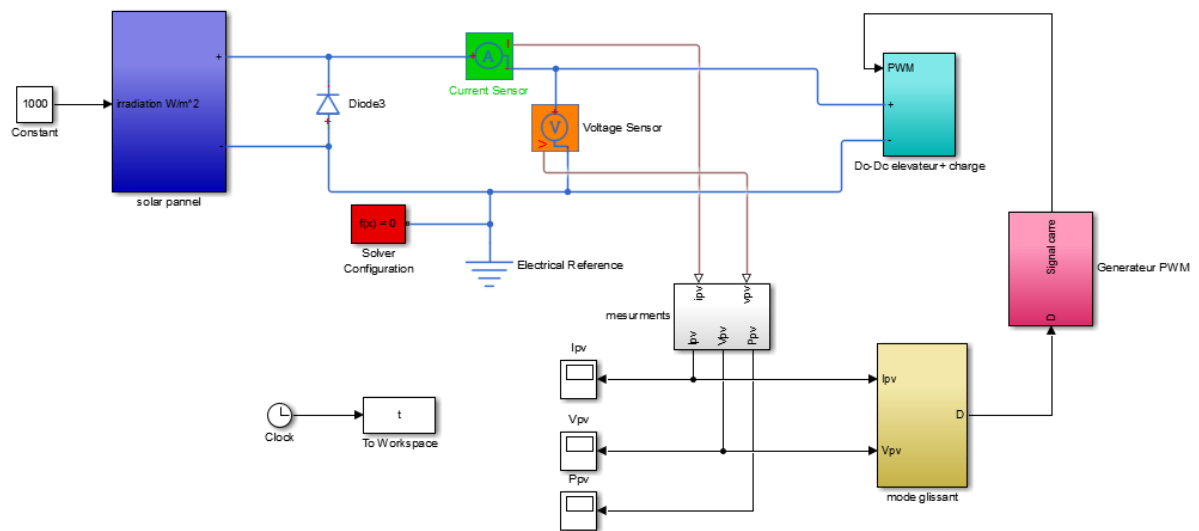 1000
Constant
irradiation W/m^2
+
-
solar pannel
Diode3
+
+
A
I
-
Current Sensor
+
V
V
-
Voltage Sensor
PWM
+
-
Dc-Dc elevateur+ charge
f(x) = 0
Solver
Configuration
Electrical Reference
Signal carre
D
Generateur PWM
ipv
vpv
mesurments
Ipv
Vpv
Ppv
Ipv
Vpv
Ppv
Clock
t
To Workspace
Ipv
Vpv
D
mode glissant